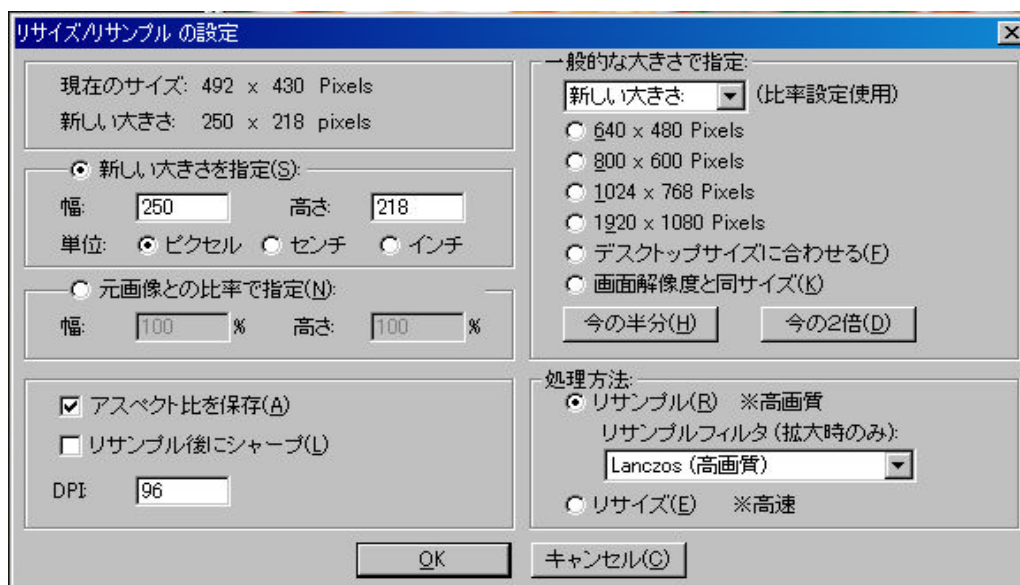 リサイズ/リサンプル の設定
現在のサイズ: 492 x 430 Pixels
新しい大きさ: 250 x 218 pixels
新しい大きさを指定(S):
幅: 250 高さ: 218
単位: ピクセル センチ インチ
元画像との比率で指定(N):
幅: 100 % 高さ: 100 %
アスペクト比を保存(A)
リサンプル後にシャープ(L)
DPI: 96
一般的な大きさで指定:
新しい大きさ: (比率設定使用)
640 x 480 Pixels
800 x 600 Pixels
1024 x 768 Pixels
1920 x 1080 Pixels
デスクトップサイズに合わせる(F)
画面解像度と同サイズ(K)
今の半分(H) 今の2倍(D)
処理方法:
リサンプル(R) ※高画質
リサンプルフィルタ (拡大時のみ):
Lanczos (高画質)
リサイズ(E) ※高速
OK キャンセル(C)